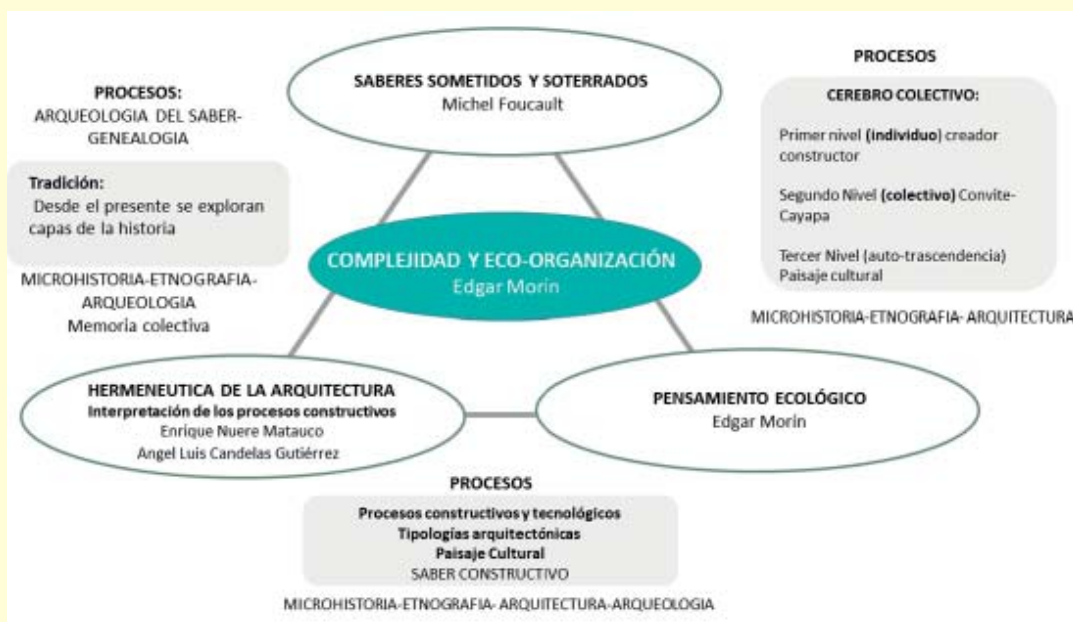 SABERES SOMETIDOS Y SOTERRADOS
Michel Foucault
PROCESOS:
ARQUEOLOGIA DEL SABER-
GENEALOGIA
Tradición:
Desde el presente se exploran
capas de la historia
MICROHISTORIA-ETNOGRAFIA-
ARQUEOLOGIA
Memoria colectiva
PROCESOS
CEREBRO COLECTIVO:
Primer nivel (individuo) creador
constructor
Segundo Nivel (colectivo) Convite-
Cayapa
Tercer Nivel (auto-trascendencia)
Paisaje cultural
MICROHISTORIA-ETNOGRAFIA- ARQUITECTURA
COMPLEJIDAD Y ECO-ORGANIZACIÓN
Edgar Morín
HERMENEUTICA DE LA ARQUITECTURA
Interpretación de los procesos constructivos
Enrique Nuere Matauco
Angel Luis Candelas Gutiérrez
PENSAMIENTO ECOLÓGICO
Edgar Morín
PROCESOS
Procesos constructivos y tecnológicos
Tipologías arquitectónicas
Paisaje Cultural
SABER CONSTRUCTIVO
MICROHISTORIA-ETNOGRAFIA- ARQUITECTURA-ARQUEOLOGIA